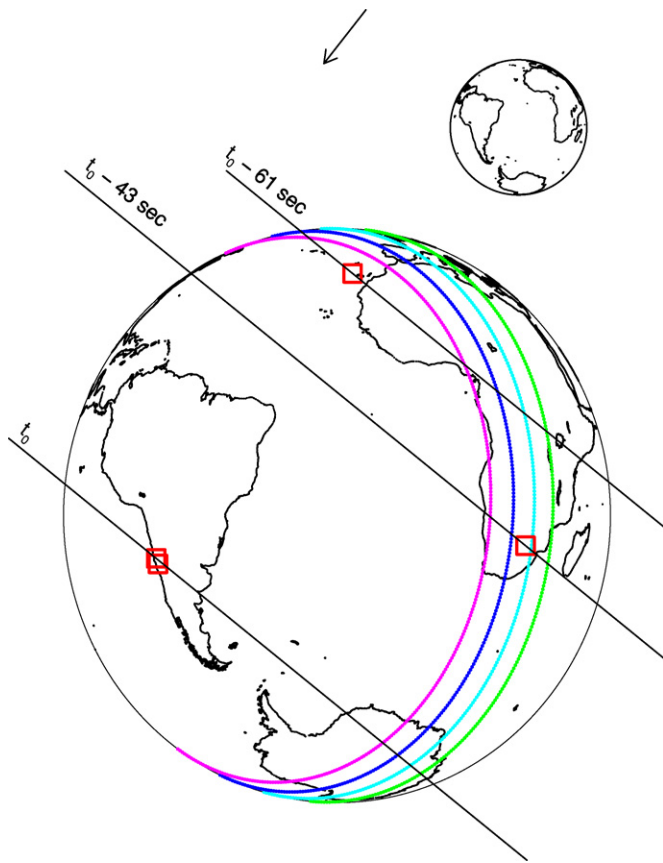 t₀ – 61 sec
t₀ – 43 sec
t₀